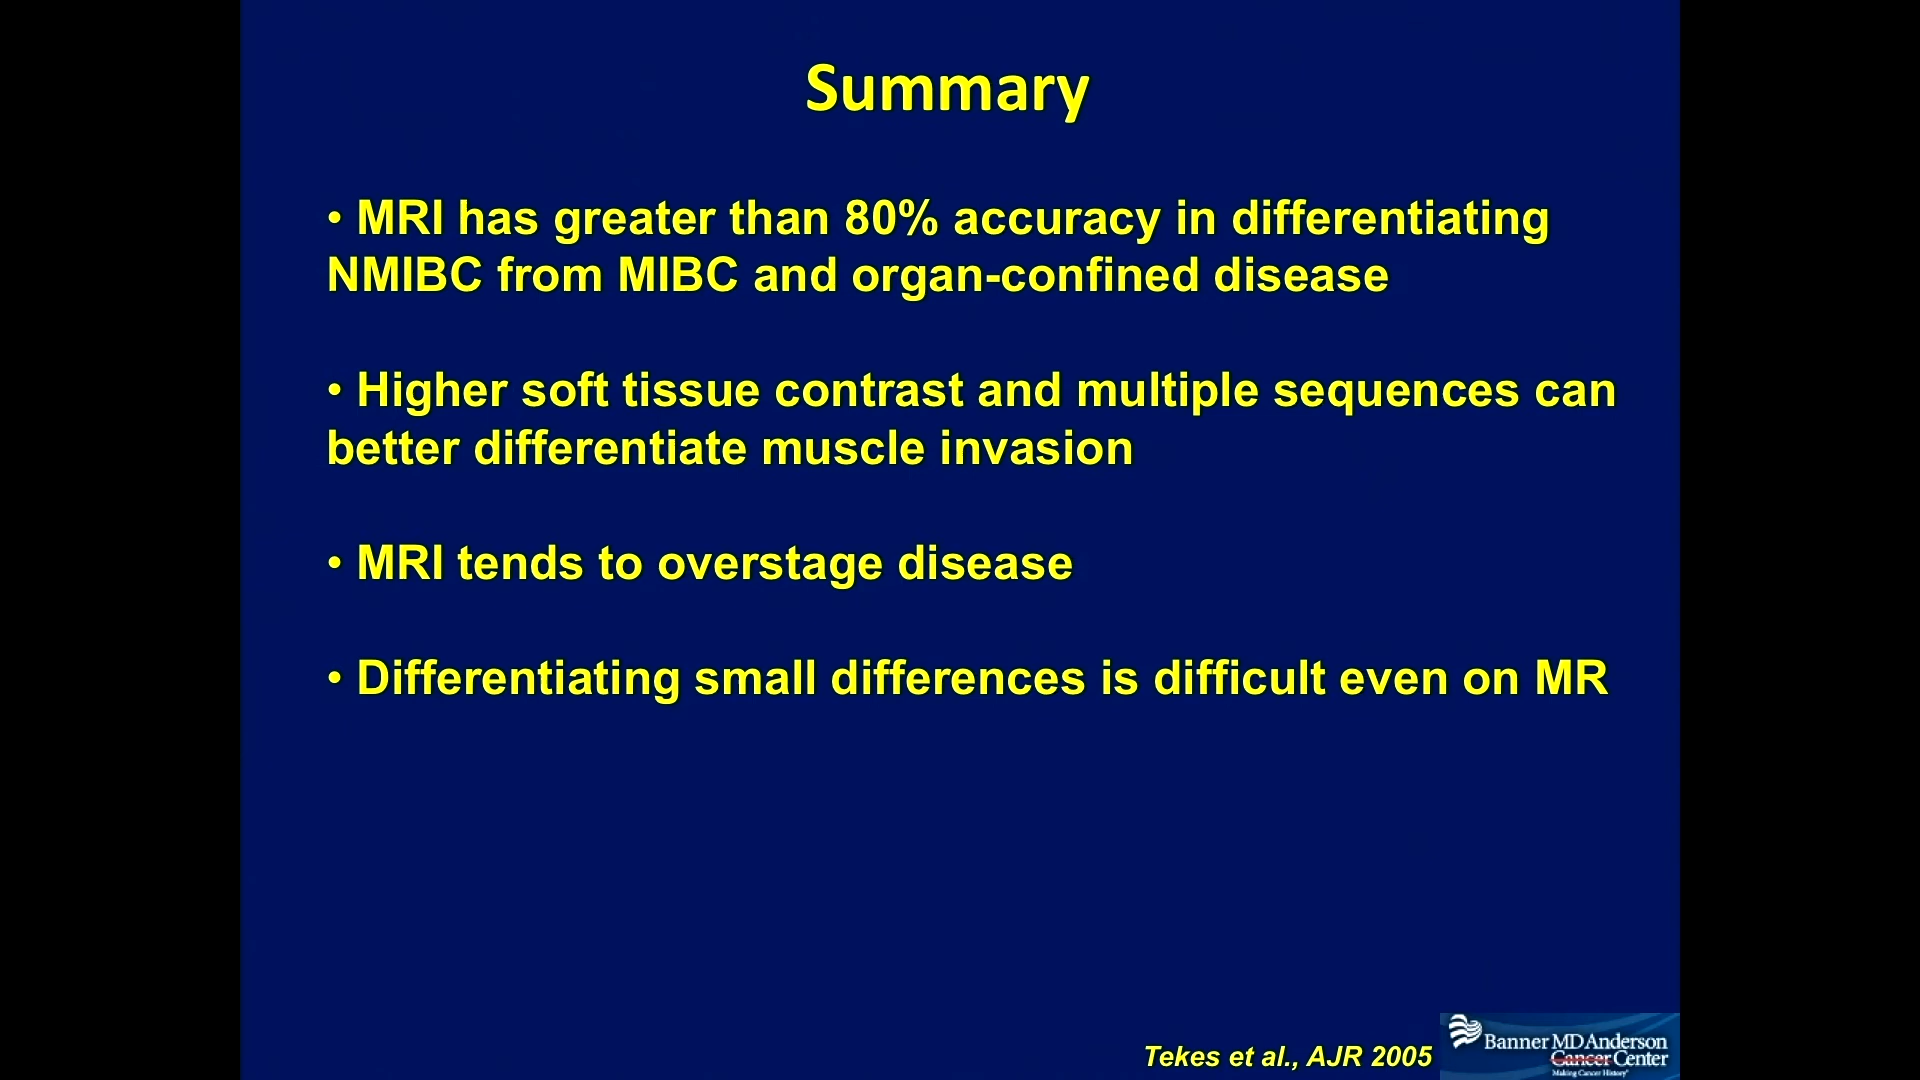 Summary
• MRI has greater than 80% accuracy in differentiating
NMIBC from MIBC and organ-confined disease
• Higher soft tissue contrast and multiple sequences can
better differentiate muscle invasion
• MRI tends to overstage disease
• Differentiating small differences is difficult even on MR
Tekes et al., AJR 2005
Banner MD Anderson
Cancer Center
Making Cancer History®